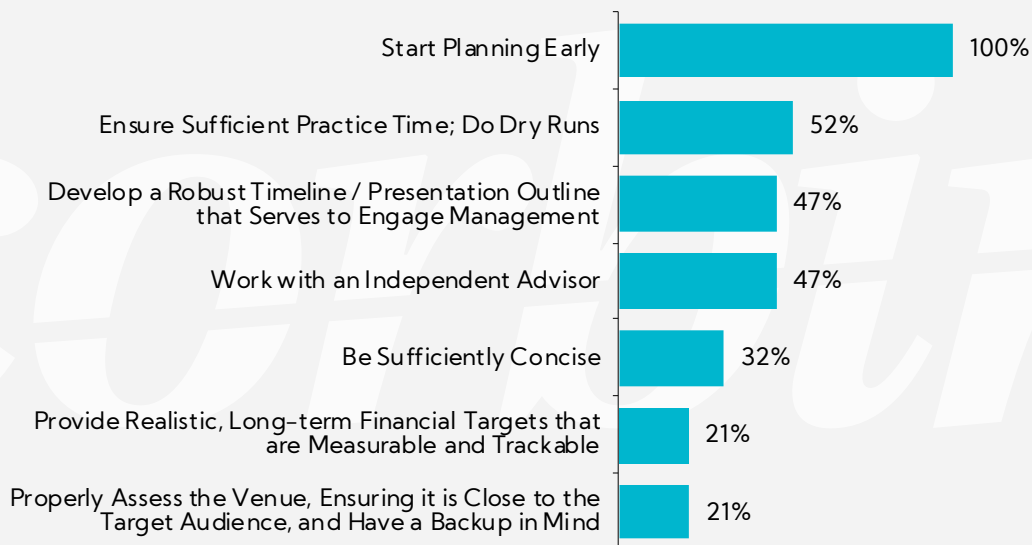 Start Planning Early
100%
Ensure Sufficient Practice Time; Do Dry Runs
52%
Develop a Robust Timeline / Presentation Outline
that Serves to Engage Management
47%
Work with an Independent Advisor
47%
Be Sufficiently Concise
32%
Provide Realistic, Long-term Financial Targets that
are Measurable and Trackable
21%
Properly Assess the Venue, Ensuring it is Close to the
Target Audience, and Have a Backup in Mind
21%